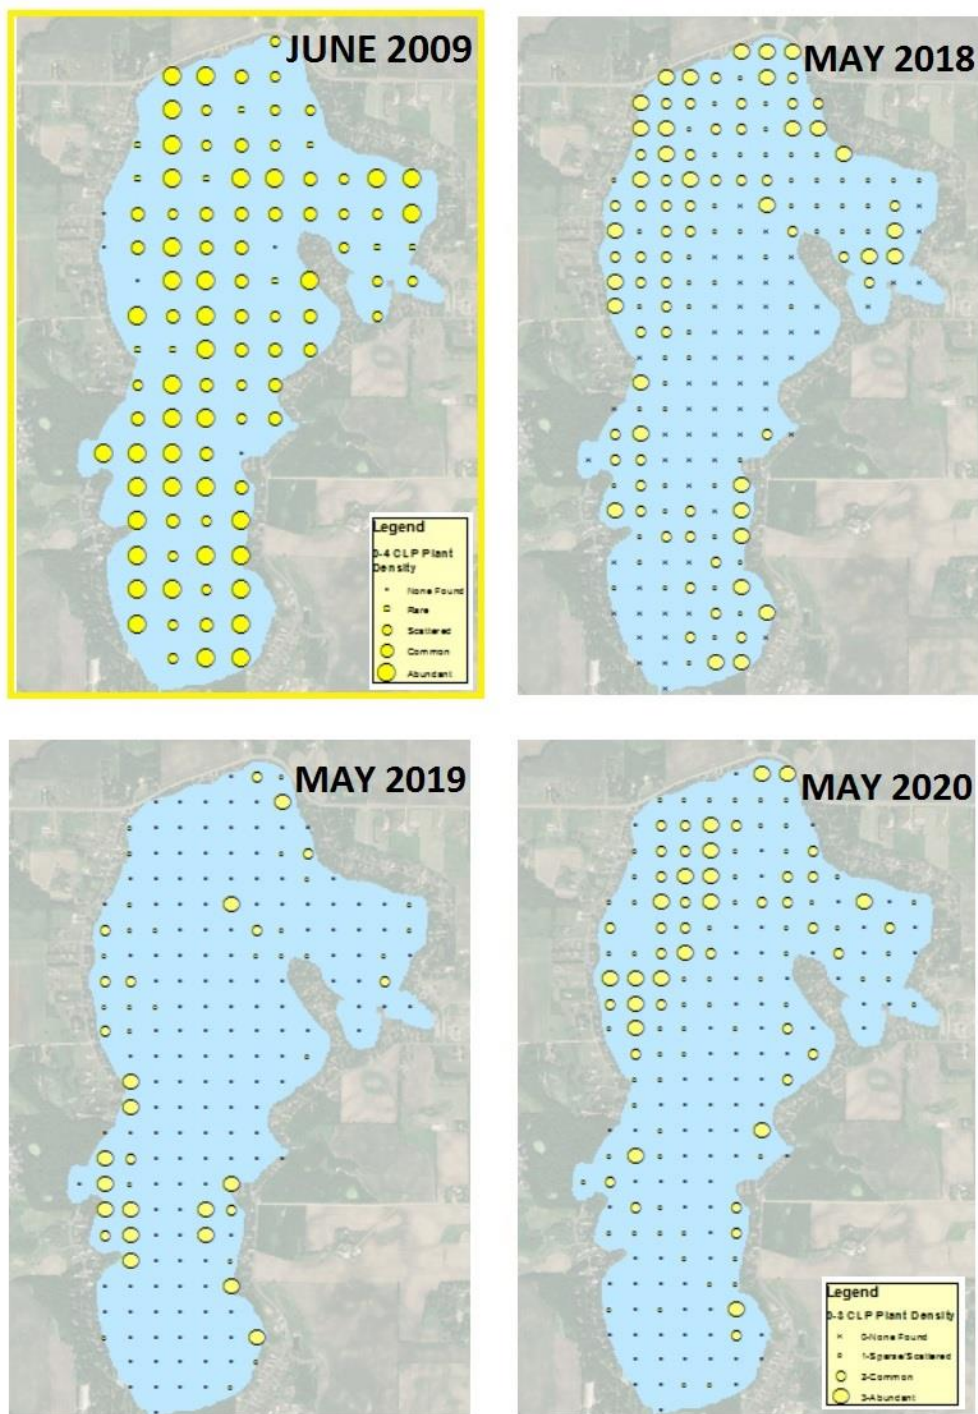 JUNE 2009
MAY 2018
Legend
0-4 CLP Plant
Density
None Found
Rare
Scattered
Common
Abundant
MAY 2019
MAY 2020
Legend
0-3 CLP Plant Density
0-None Found
1-Sparse/Scattered
2-Common
3-Abundant